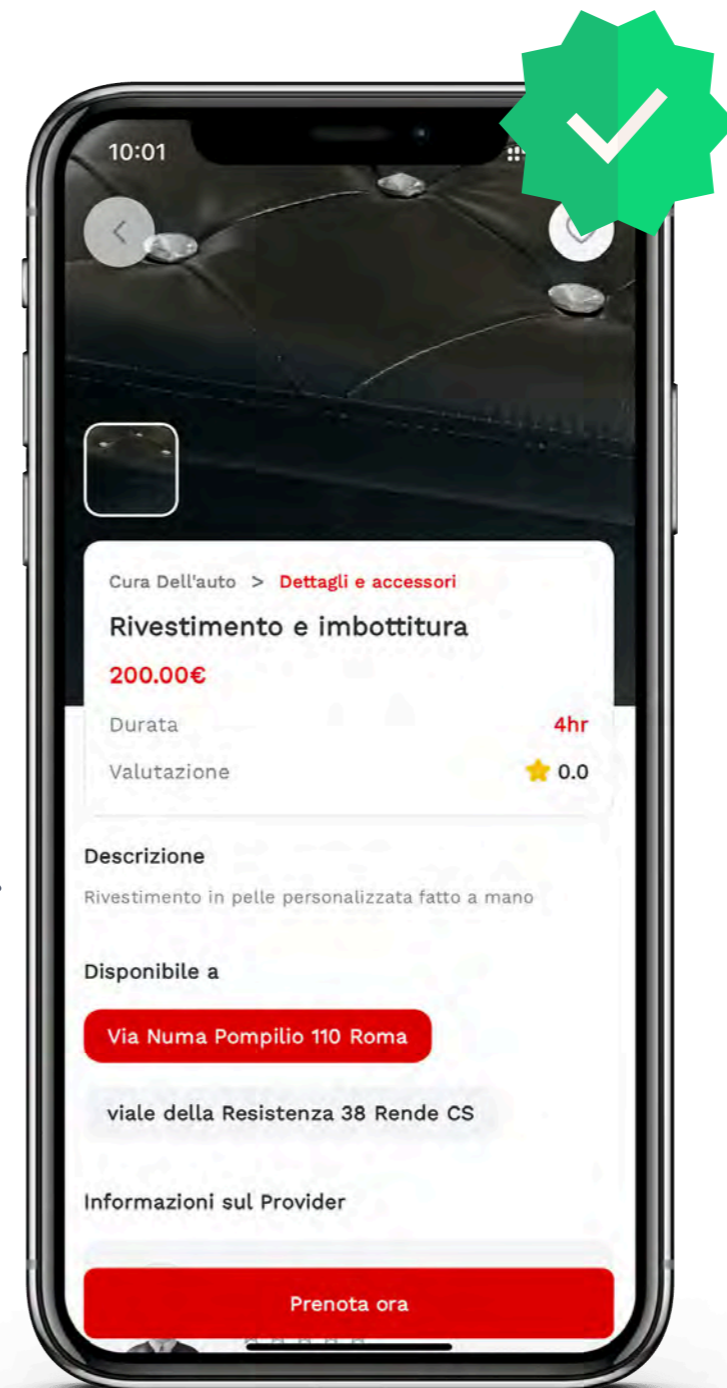 10:01
Cura Dell'auto > Dettagli e accessori
Rivestimento e imbottitura
200.00€
Durata 4hr
Valutazione 0.0
Descrizione
Rivestimento in pelle personalizzata fatto a mano
Disponibile a
Via Numa Pompilio 110 Roma
viale della Resistenza 38 Rende CS
Informazioni sul Provider
Prenota ora